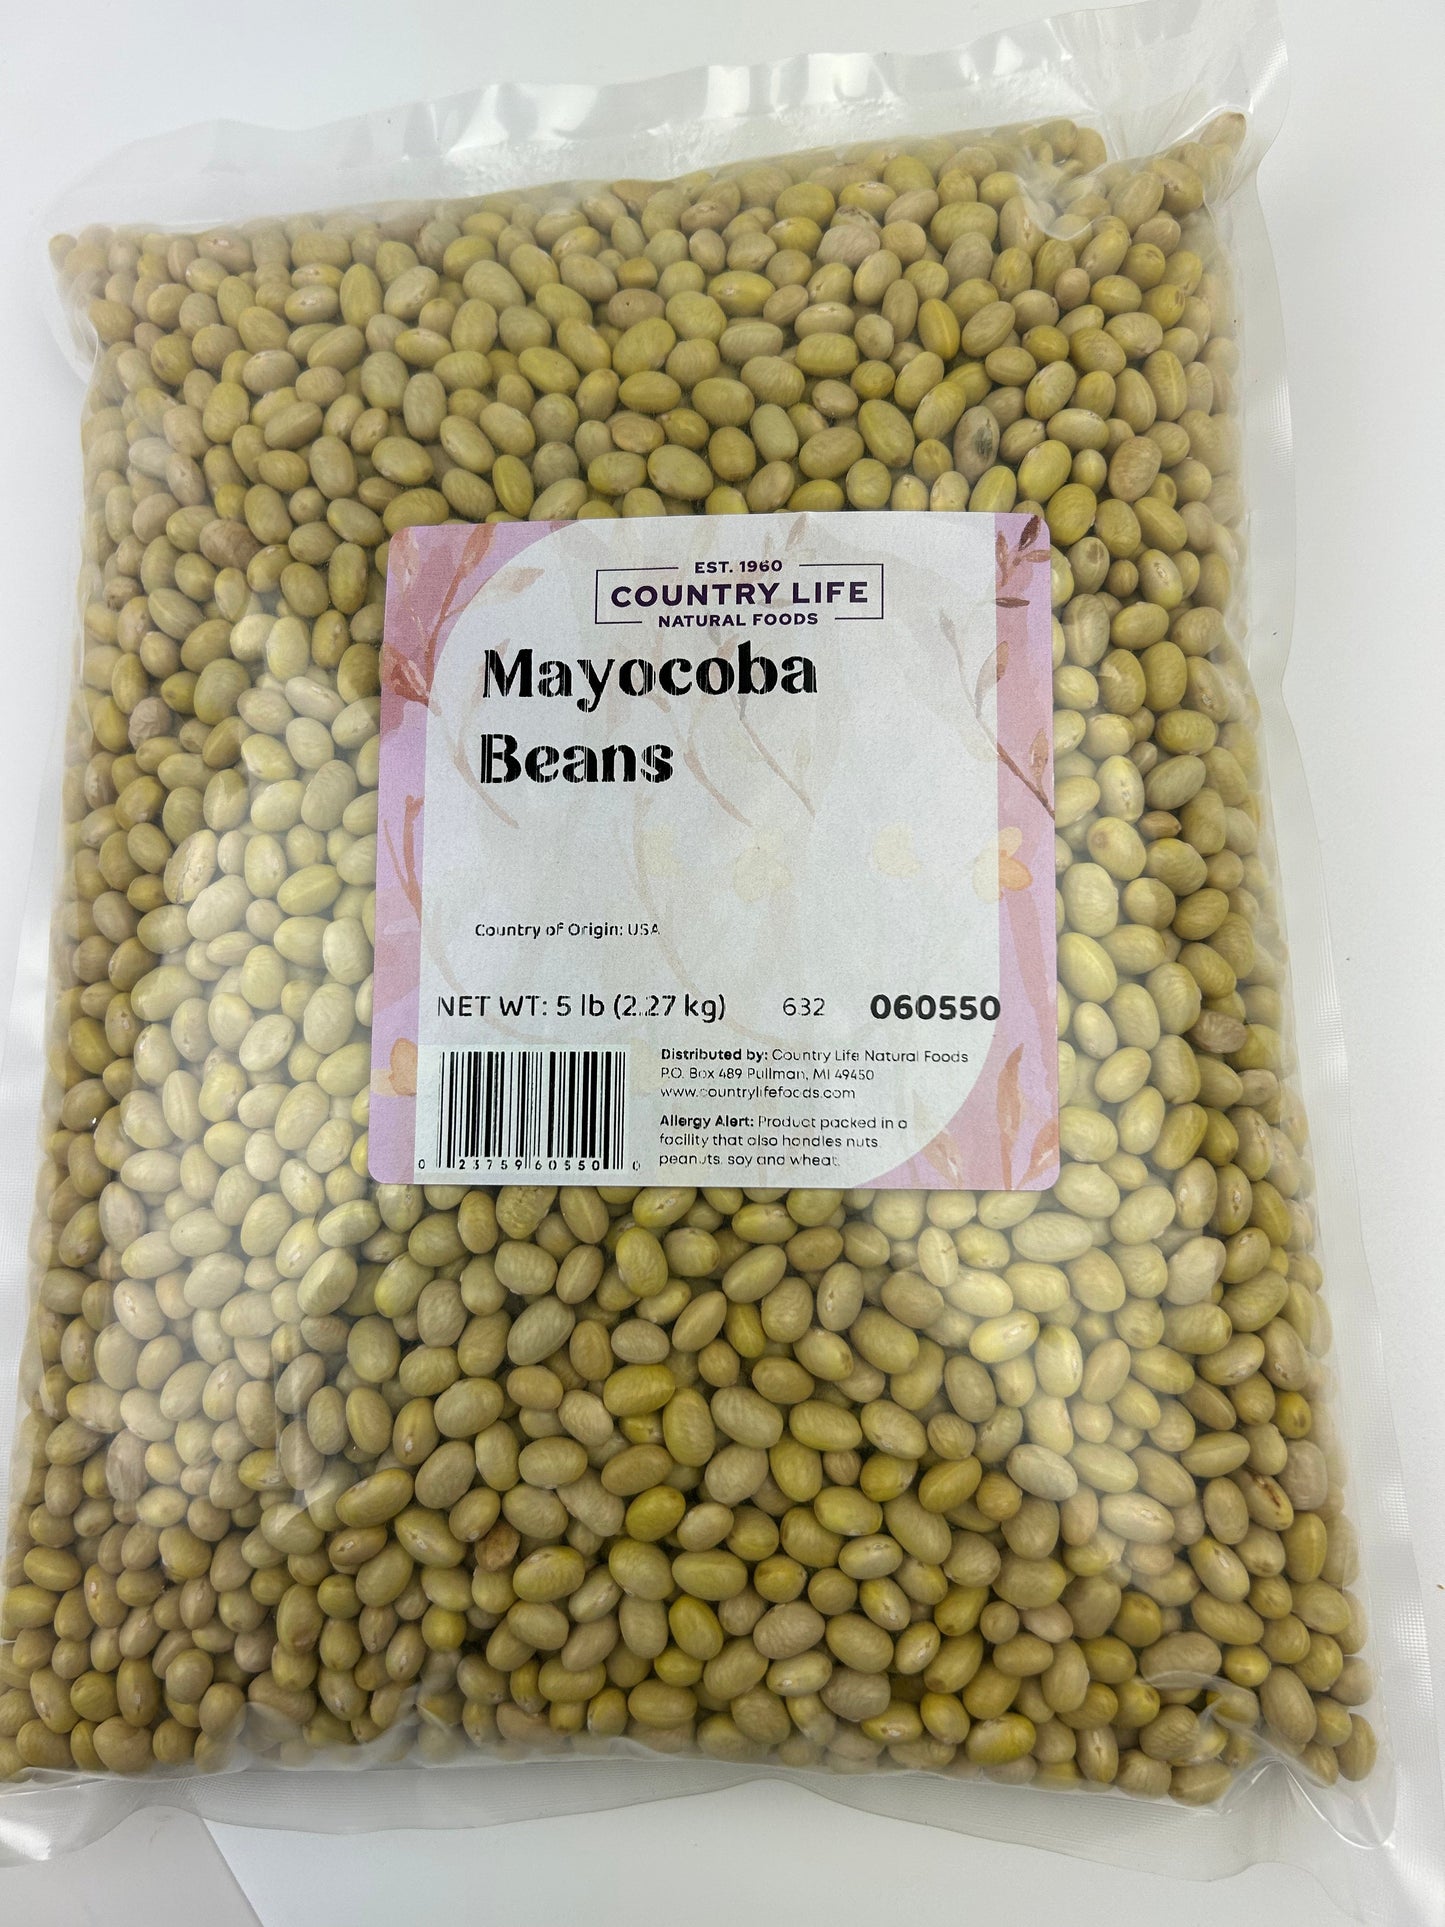 EST. 1960
COUNTRY LIFE
NATURAL FOODS
Mayocoba
Beans
Country of Origin: USA
NET WT: 5 lb (2.27 kg) 632 060550
Distributed by: Country Life Natural Foods
P.O. Box 489 Pullman, MI 49450
www.countrylifefoods.com
Allergy Alert: Product packed in a
facility that also handles nuts,
peanuts, soy and wheat.
0 23759 60550 0